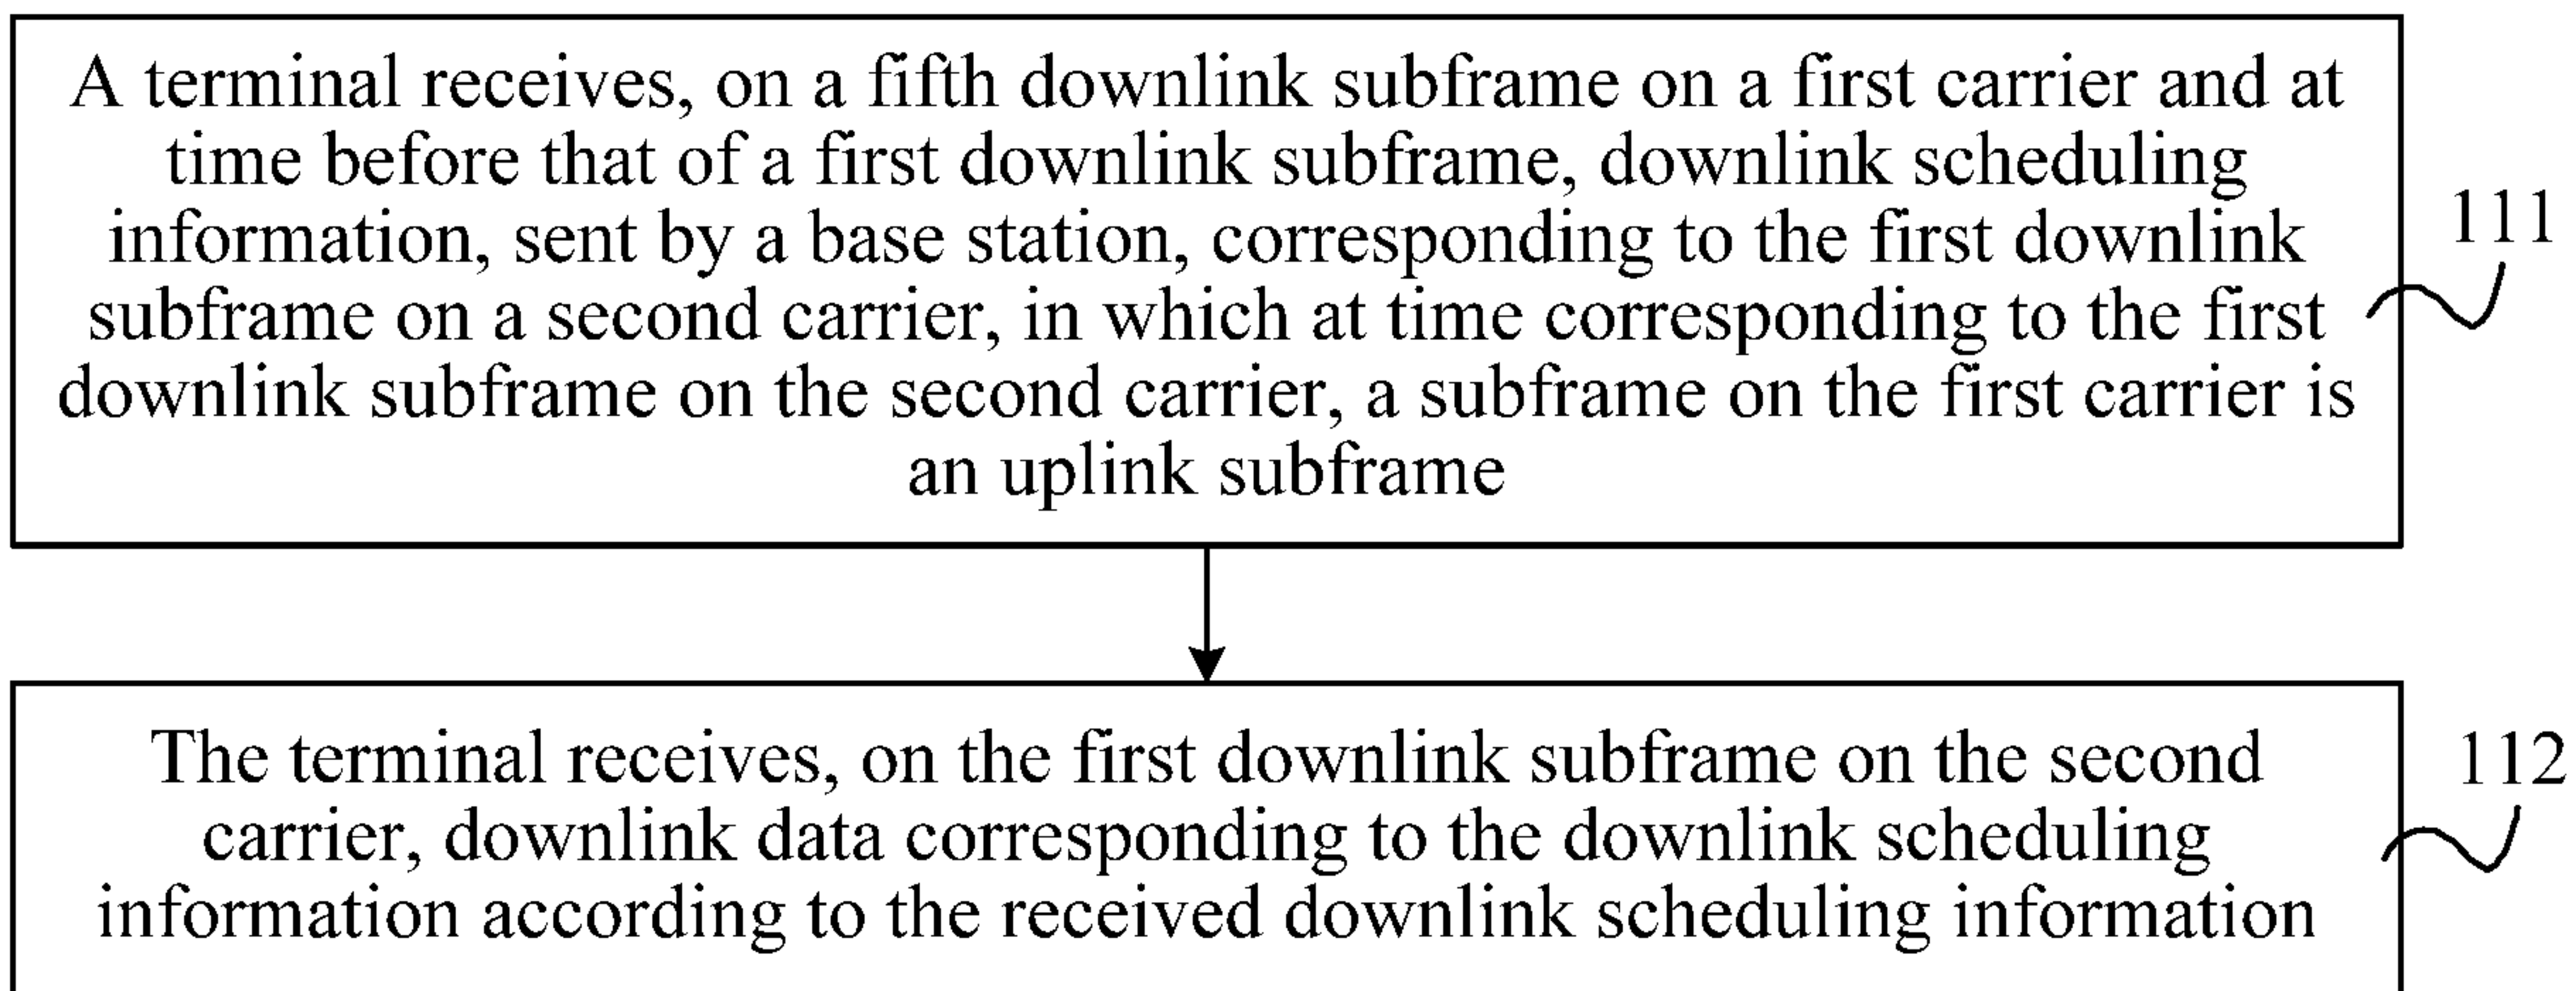 A terminal receives, on a fifth downlink subframe on a first carrier and at
time before that of a first downlink subframe, downlink scheduling
information, sent by a base station, corresponding to the first downlink
subframe on a second carrier, in which at time corresponding to the first
downlink subframe on the second carrier, a subframe on the first carrier is
an uplink subframe
111
The terminal receives, on the first downlink subframe on the second
carrier, downlink data corresponding to the downlink scheduling
information according to the received downlink scheduling information
112